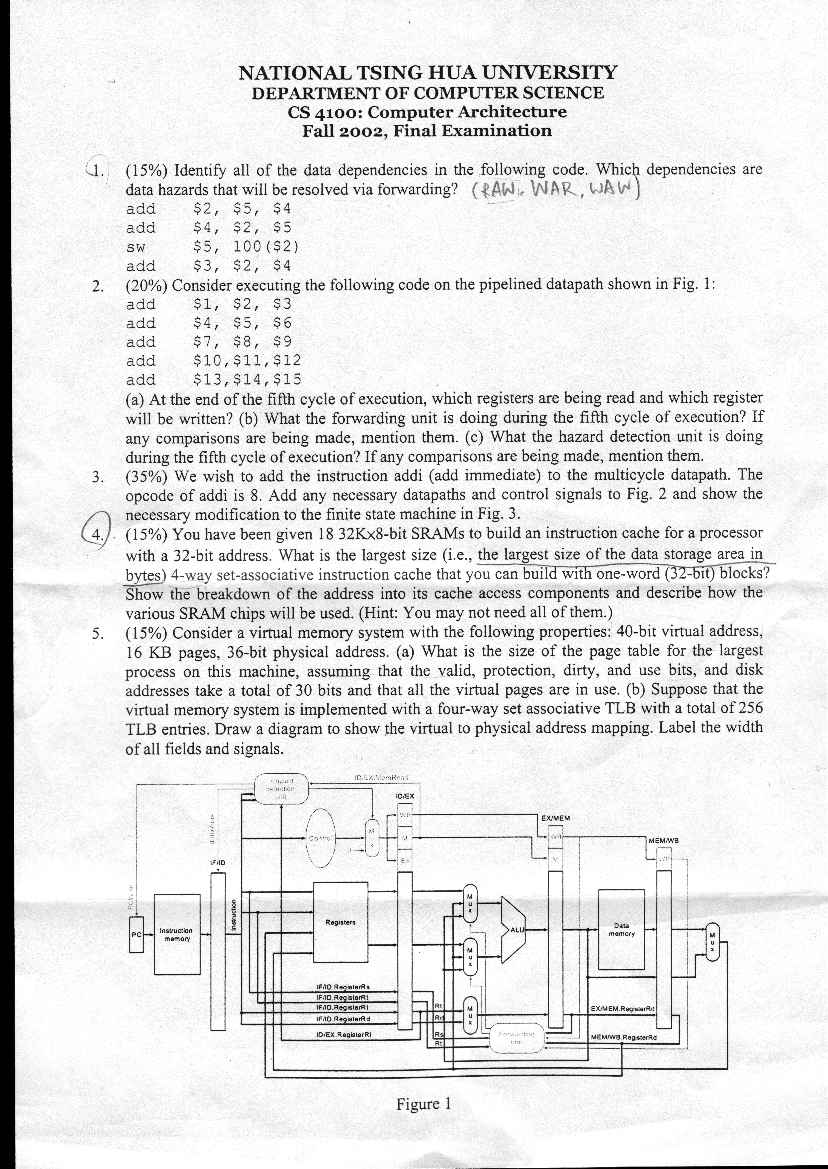 NATIONAL TSING HUA UNIVERSITY
DEPARTMENT OF COMPUTER SCIENCE
CS 4100: Computer Architecture
Fall 2002, Final Examination
1. (15%) Identify all of the data dependencies in the following code. Which dependencies are
data hazards that will be resolved via forwarding? (RAW, WAR, WAW)
add $2, $5, $4
add $4, $2, $5
sw $5, 100($2)
add $3, $2, $4
2. (20%) Consider executing the following code on the pipelined datapath shown in Fig. 1:
add $1, $2, $3
add $4, $5, $6
add $7, $8, $9
add $10,$11,$12
add $13,$14,$15
(a) At the end of the fifth cycle of execution, which registers are being read and which register
will be written? (b) What the forwarding unit is doing during the fifth cycle of execution? If
any comparisons are being made, mention them. (c) What the hazard detection unit is doing
during the fifth cycle of execution? If any comparisons are being made, mention them.
3. (35%) We wish to add the instruction addi (add immediate) to the multicycle datapath. The
opcode of addi is 8. Add any necessary datapaths and control signals to Fig. 2 and show the
necessary modification to the finite state machine in Fig. 3.
4. (15%) You have been given 18 32Kx8-bit SRAMs to build an instruction cache for a processor
with a 32-bit address. What is the largest size (i.e., the largest size of the data storage area in
bytes) 4-way set-associative instruction cache that you can build with one-word (32-bit) blocks?
Show the breakdown of the address into its cache access components and describe how the
various SRAM chips will be used. (Hint: You may not need all of them.)
5. (15%) Consider a virtual memory system with the following properties: 40-bit virtual address,
16 KB pages, 36-bit physical address. (a) What is the size of the page table for the largest
process on this machine, assuming that the valid, protection, dirty, and use bits, and disk
addresses take a total of 30 bits and that all the virtual pages are in use. (b) Suppose that the
virtual memory system is implemented with a four-way set associative TLB with a total of 256
TLB entries. Draw a diagram to show the virtual to physical address mapping. Label the width
of all fields and signals.
ID/EX.MemRead
Hazard
detection
unit
ID/EX
WB
EX/MEM
Control
M
u
x
M
WB
MEM/WB
EX
M
WB
IF/ID
PC
Instruction
memory
Instruction
Registers
M
u
x
ALU
Data
memory
M
u
x
M
u
x
IF/ID.RegisterRs
IF/ID.RegisterRt
IF/ID.RegisterRt
IF/ID.RegisterRd
ID/EX.RegisterRt
Rt
Rd
Rs
Rt
M
u
x
Forwarding
unit
EX/MEM.RegisterRd
MEM/WB.RegisterRd
Figure 1